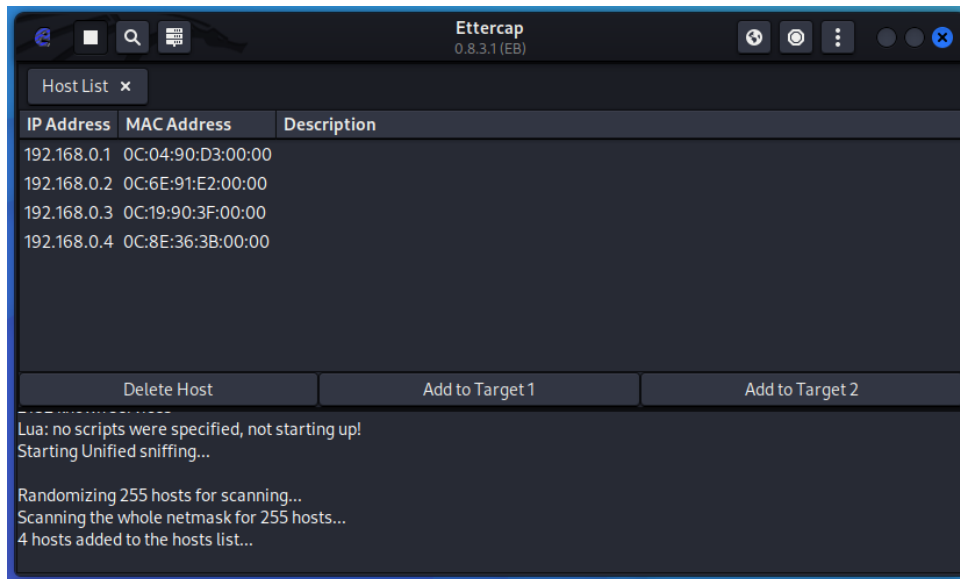 Ettercap
0.8.3.1 (EB)
Host List ×
IP Address MAC Address Description
192.168.0.1 0C:04:90:D3:00:00
192.168.0.2 0C:6E:91:E2:00:00
192.168.0.3 0C:19:90:3F:00:00
192.168.0.4 0C:8E:36:3B:00:00
Delete Host Add to Target 1 Add to Target 2
Lua: no scripts were specified, not starting up!
Starting Unified sniffing...
Randomizing 255 hosts for scanning...
Scanning the whole netmask for 255 hosts...
4 hosts added to the hosts list...